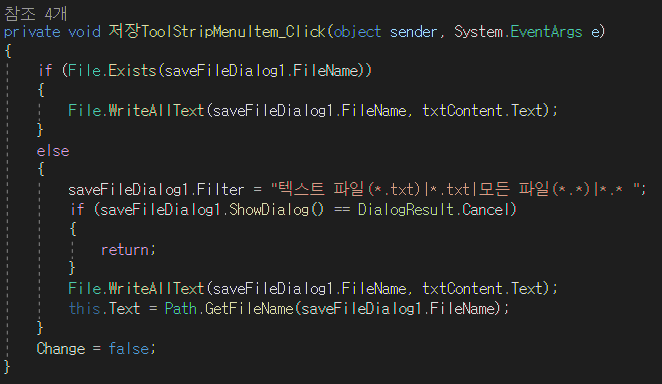 참조 4개
private void 저장ToolStripMenuItem_Click(object sender, System.EventArgs e)
{
    if (File.Exists(saveFileDialog1.FileName))
    {
        File.WriteAllText(saveFileDialog1.FileName, txtContent.Text);
    }
    else
    {
        saveFileDialog1.Filter = "텍스트 파일(*.txt)|*.txt|모든 파일(*.*)|*.* ";
        if (saveFileDialog1.ShowDialog() == DialogResult.Cancel)
        {
            return;
        }
        File.WriteAllText(saveFileDialog1.FileName, txtContent.Text);
        this.Text = Path.GetFileName(saveFileDialog1.FileName);
    }
    Change = false;
}